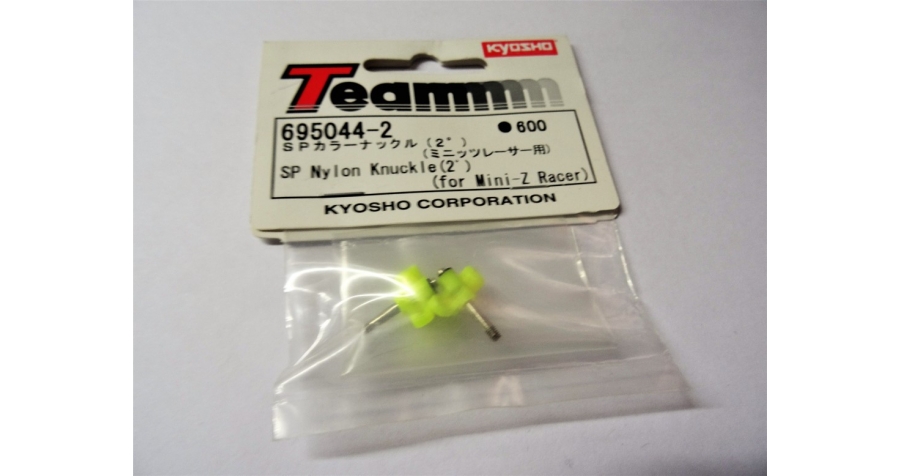 KYOSHO
Teammmm
695044-2 ●600
SPカラーナックル(2°)
(ミニッツレーサー用)
SP Nylon Knuckle(2°)
(for Mini-Z Racer)
KYOSHO CORPORATION